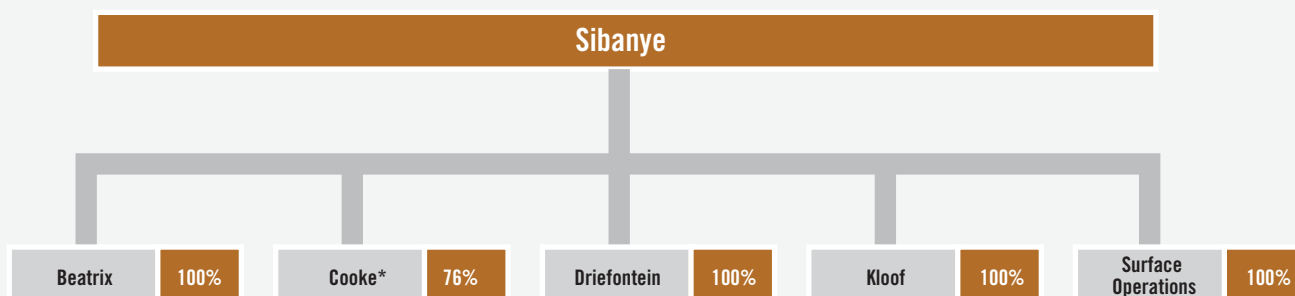 Sibanye
Beatrix 100%
Cooke* 76%
Driefontein 100%
Kloof 100%
Surface
Operations 100%